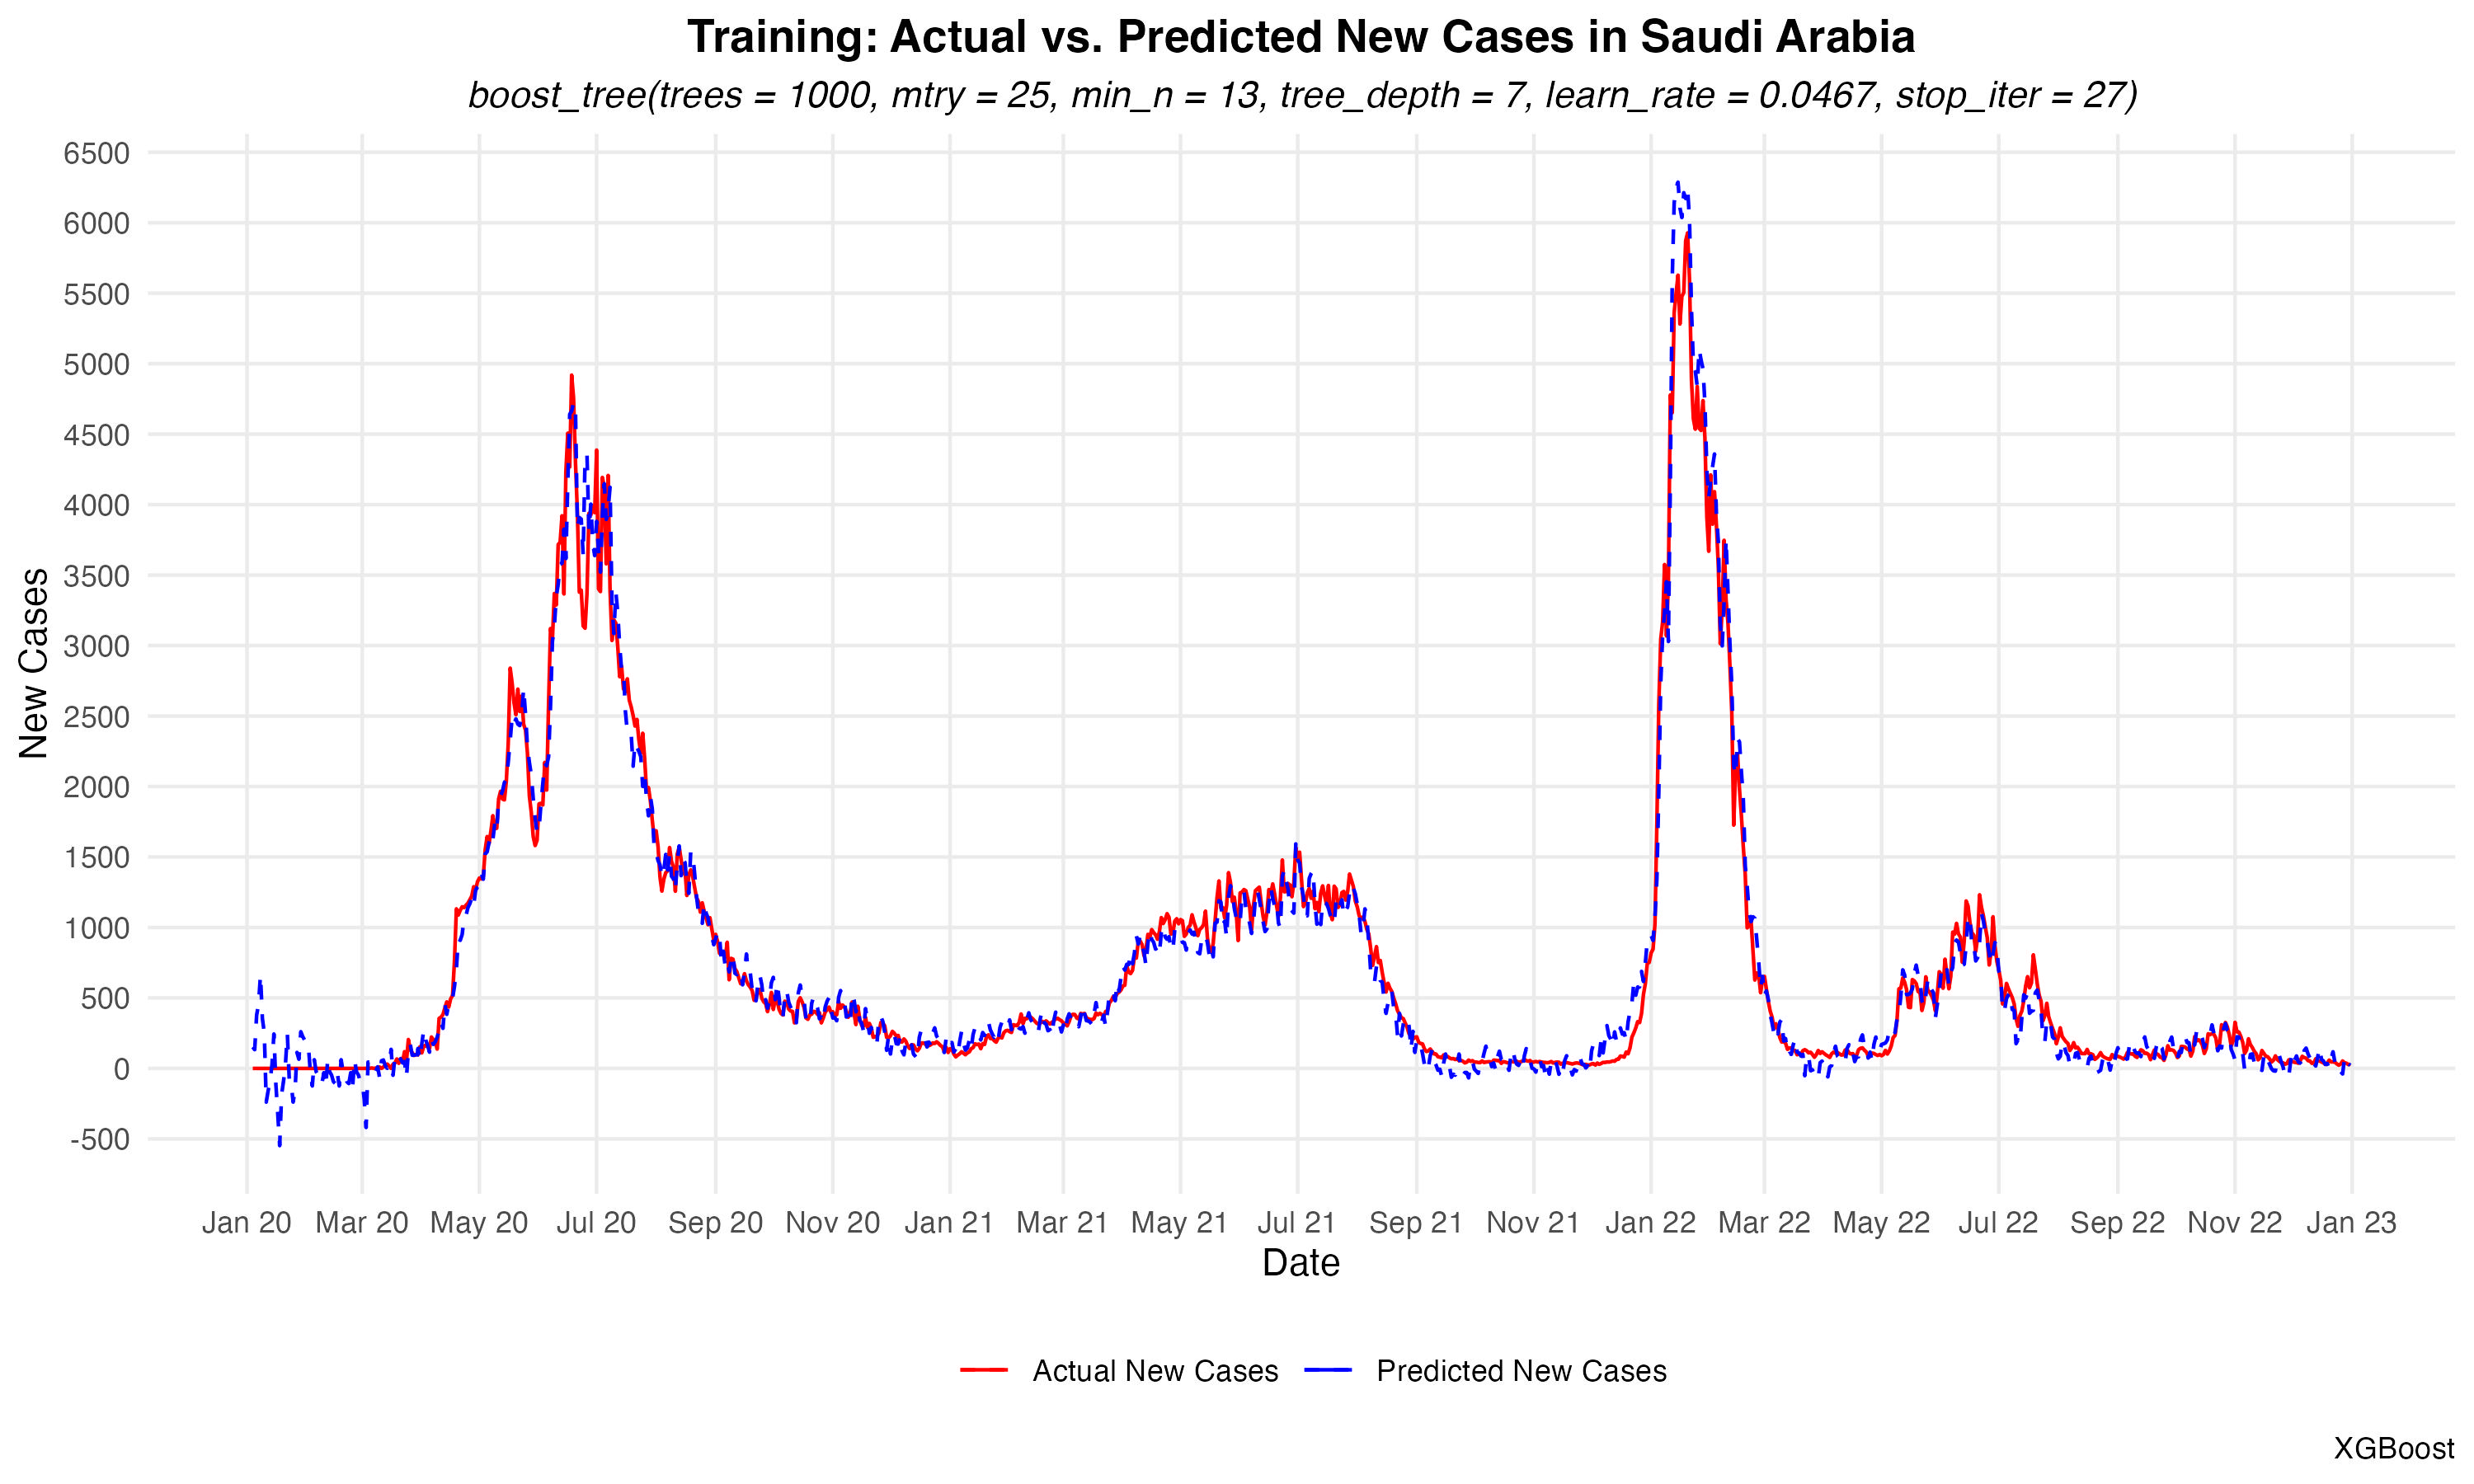 Training: Actual vs. Predicted New Cases in Saudi Arabia
boost_tree(trees = 1000, mtry = 25, min_n = 13, tree_depth = 7, learn_rate = 0.0467, stop_iter = 27)
6500
6000
5500
5000
4500
4000
3500
3000
2500
2000
1500
1000
500
0
-500
New Cases
Jan 20 Mar 20 May 20 Jul 20 Sep 20 Nov 20 Jan 21 Mar 21 May 21 Jul 21 Sep 21 Nov 21 Jan 22 Mar 22 May 22 Jul 22 Sep 22 Nov 22 Jan 23
Date
Actual New Cases Predicted New Cases
XGBoost